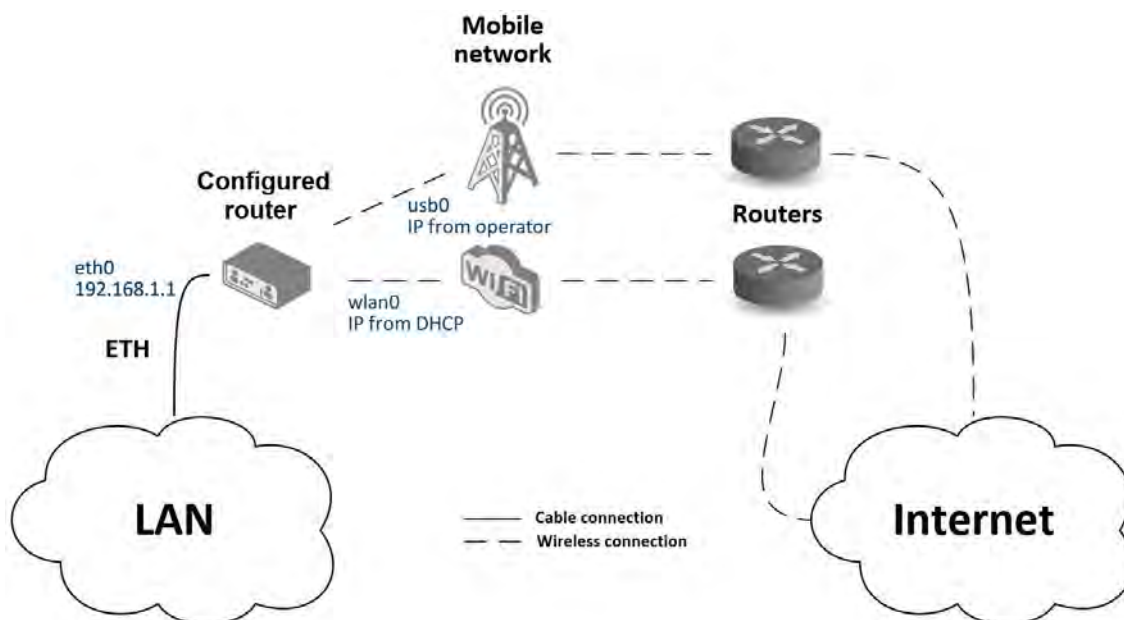 Mobile
network
Configured
router
usb0
IP from operator
Routers
eth0
192.168.1.1
WiFi
wlan0
IP from DHCP
ETH
LAN
Internet
Cable connection
Wireless connection